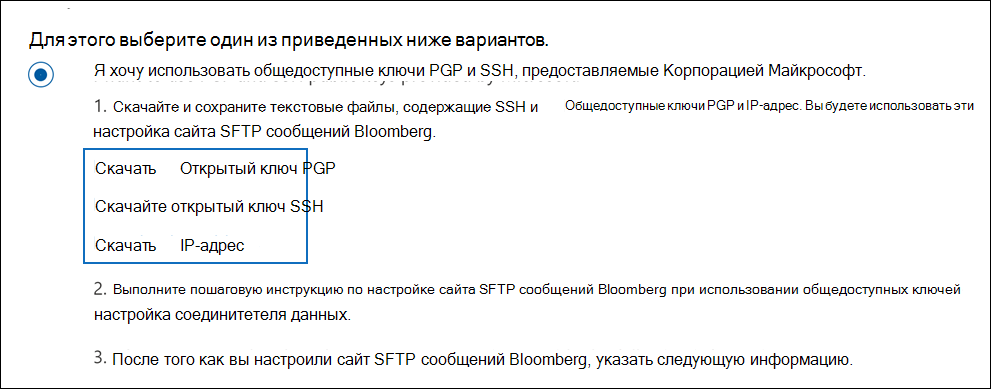 Для этого выберите один из приведенных ниже вариантов.
Я хочу использовать общедоступные ключи PGP и SSH, предоставляемые Корпорацией Майкрософт.
1. Скачайте и сохраните текстовые файлы, содержащие SSH и Общедоступные ключи PGP и IP-адрес. Вы будете использовать эти
настройка сайта SFTP сообщений Bloomberg.
Скачать Открытый ключ PGP
Скачайте открытый ключ SSH
Скачать IP-адрес
2. Выполните пошаговую инструкцию по настройке сайта SFTP сообщений Bloomberg при использовании общедоступных ключей
настройка соединитетеля данных.
3. После того как вы настроили сайт SFTP сообщений Bloomberg, указать следующую информацию.